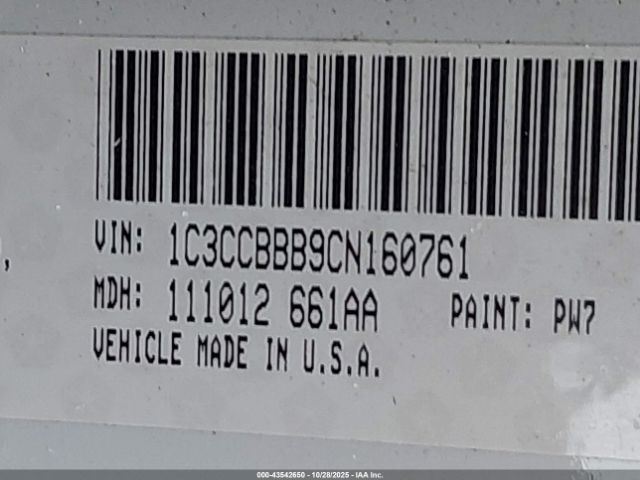 VIN: 1C3CCBBB9CN160761
MDH: 111012 661AA PAINT: PW7
VEHICLE MADE IN U.S.A.
000-43542650 - 10/28/2025 - IAA Inc.